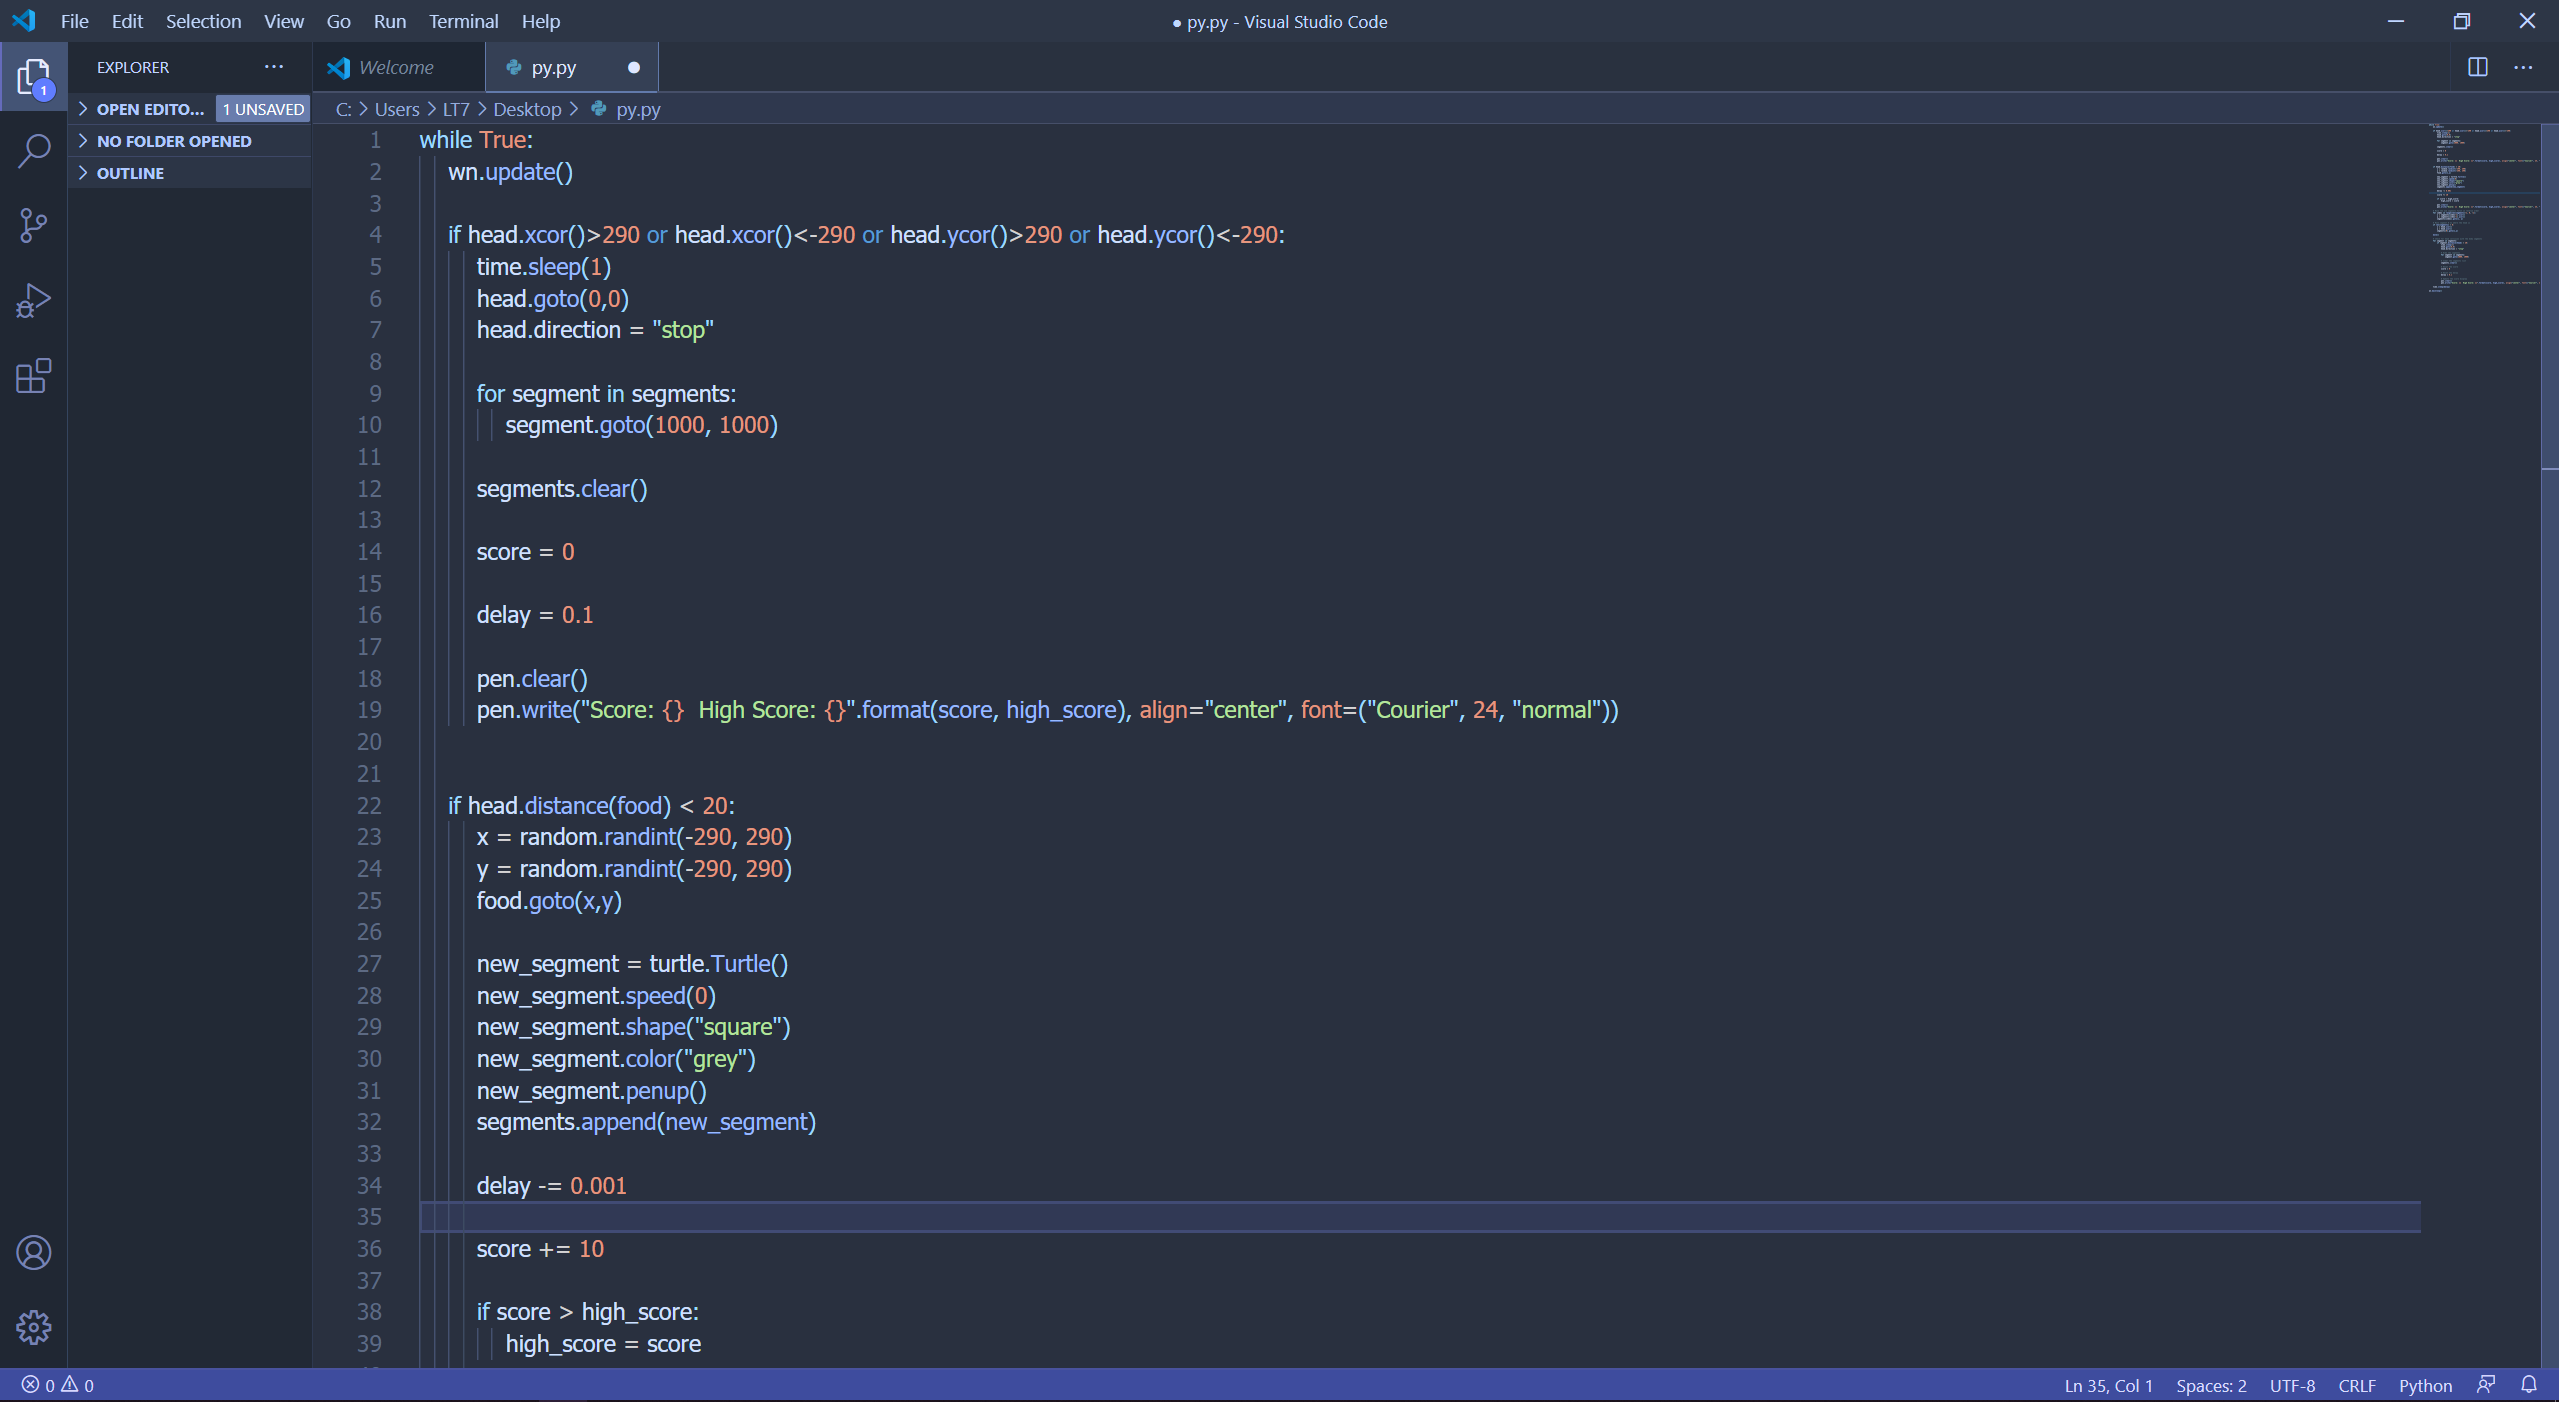 File Edit Selection View Go Run Terminal Help
● py.py - Visual Studio Code
EXPLORER
Welcome
py.py
1
OPEN EDITO... 1 UNSAVED
NO FOLDER OPENED
OUTLINE
C: > Users > LT7 > Desktop > py.py
1 while True:
2 wn.update()
3
4 if head.xcor()>290 or head.xcor()<-290 or head.ycor()>290 or head.ycor()<-290:
5 time.sleep(1)
6 head.goto(0,0)
7 head.direction = "stop"
8
9 for segment in segments:
10 segment.goto(1000, 1000)
11
12 segments.clear()
13
14 score = 0
15
16 delay = 0.1
17
18 pen.clear()
19 pen.write("Score: {}  High Score: {}".format(score, high_score), align="center", font=("Courier", 24, "normal"))
20
21
22 if head.distance(food) < 20:
23 x = random.randint(-290, 290)
24 y = random.randint(-290, 290)
25 food.goto(x,y)
26
27 new_segment = turtle.Turtle()
28 new_segment.speed(0)
29 new_segment.shape("square")
30 new_segment.color("grey")
31 new_segment.penup()
32 segments.append(new_segment)
33
34 delay -= 0.001
35
36 score += 10
37
38 if score > high_score:
39 high_score = score
0 0
Ln 35, Col 1 Spaces: 2 UTF-8 CRLF Python